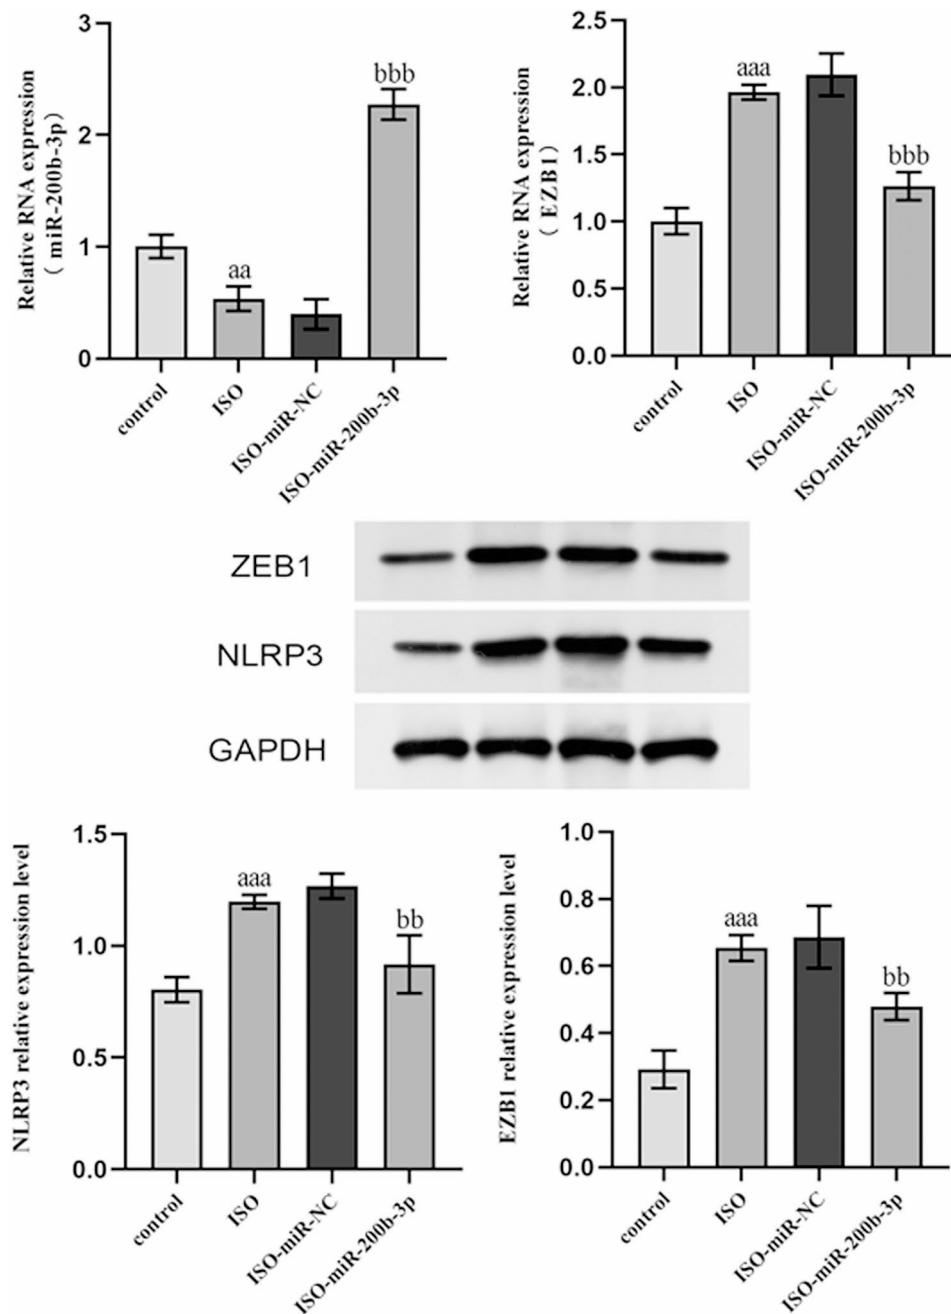 Relative RNA expression
( miR-200b-3p)
3
2
1
0
aa
bbb
control
ISO
ISO-miR-NC
ISO-miR-200b-3p
Relative RNA expression
( EZB1)
2.5
2.0
1.5
1.0
0.5
0.0
aaa
bbb
control
ISO
ISO-miR-NC
ISO-miR-200b-3p
ZEB1
NLRP3
GAPDH
NLRP3 relative expression level
1.5
1.0
0.5
0.0
aaa
bb
control
ISO
ISO-miR-NC
ISO-miR-200b-3p
EZB1 relative expression level
1.0
0.8
0.6
0.4
0.2
0.0
aaa
bb
control
ISO
ISO-miR-NC
ISO-miR-200b-3p